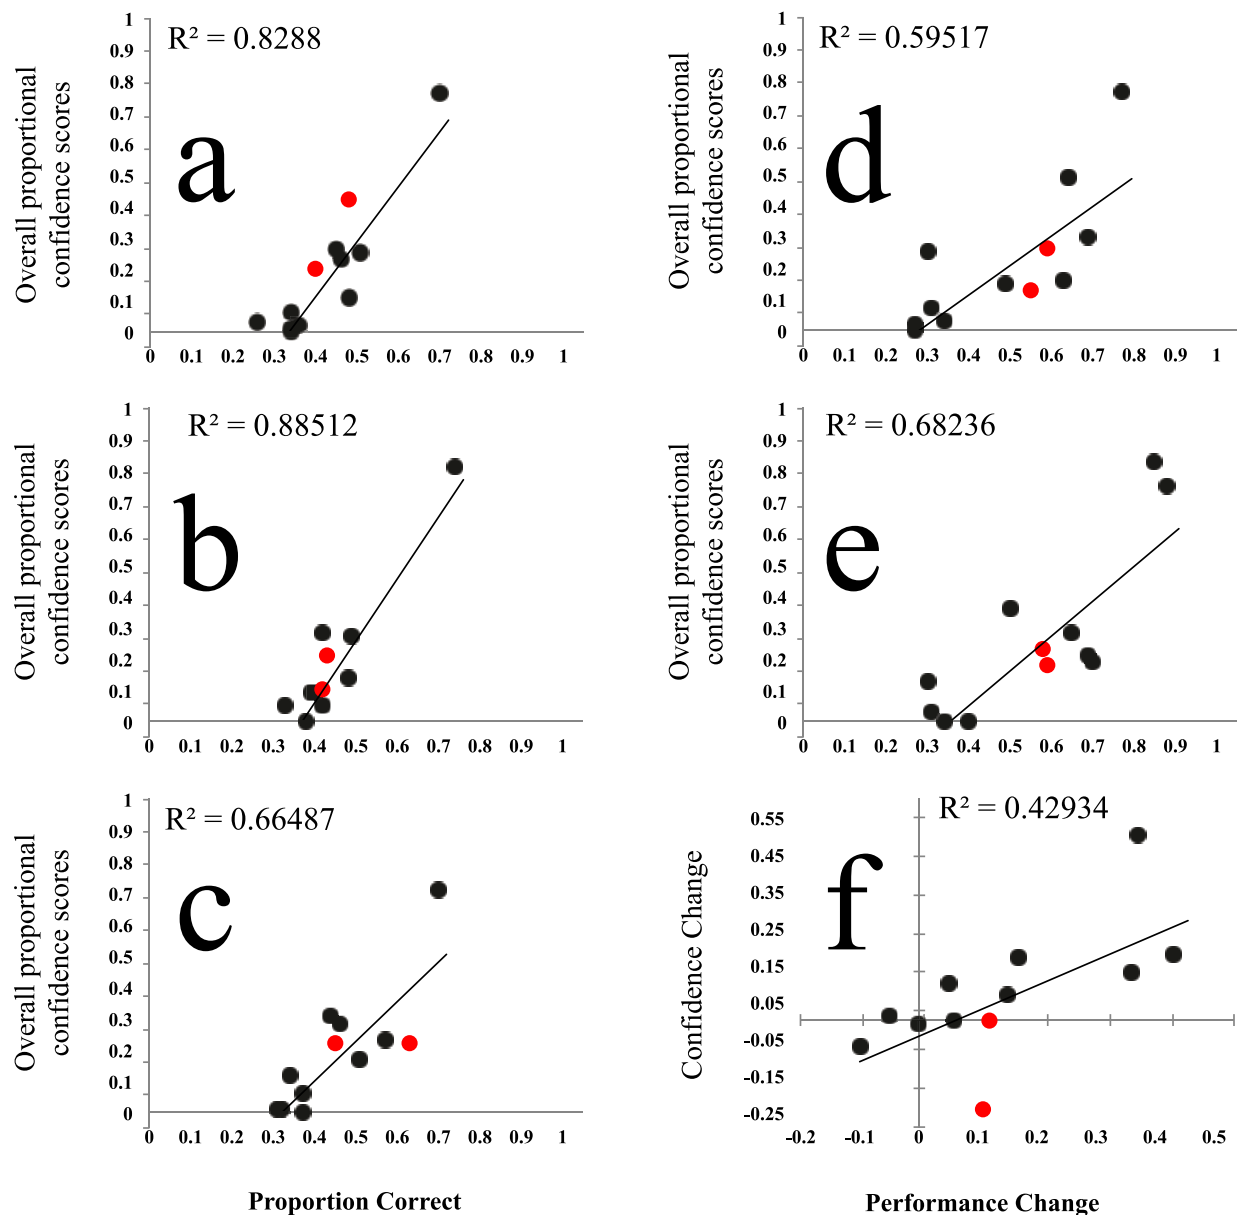 R² = 0.8288
Overall proportional
confidence scores
a
1
0.9
0.8
0.7
0.6
0.5
0.4
0.3
0.2
0.1
0
0 0.1 0.2 0.3 0.4 0.5 0.6 0.7 0.8 0.9 1
R² = 0.59517
Overall proportional
confidence scores
d
1
0.9
0.8
0.7
0.6
0.5
0.4
0.3
0.2
0.1
0
0 0.1 0.2 0.3 0.4 0.5 0.6 0.7 0.8 0.9 1
R² = 0.88512
Overall proportional
confidence scores
b
1
0.9
0.8
0.7
0.6
0.5
0.4
0.3
0.2
0.1
0
0 0.1 0.2 0.3 0.4 0.5 0.6 0.7 0.8 0.9 1
R² = 0.68236
Overall proportional
confidence scores
e
1
0.9
0.8
0.7
0.6
0.5
0.4
0.3
0.2
0.1
0
0 0.1 0.2 0.3 0.4 0.5 0.6 0.7 0.8 0.9 1
R² = 0.66487
Overall proportional
confidence scores
c
1
0.9
0.8
0.7
0.6
0.5
0.4
0.3
0.2
0.1
0
0 0.1 0.2 0.3 0.4 0.5 0.6 0.7 0.8 0.9 1
Proportion Correct
R² = 0.42934
Confidence Change
f
0.55
0.45
0.35
0.25
0.15
0.05
-0.05
-0.15
-0.25
-0.2 -0.1 0 0.1 0.2 0.3 0.4 0.5
Performance Change